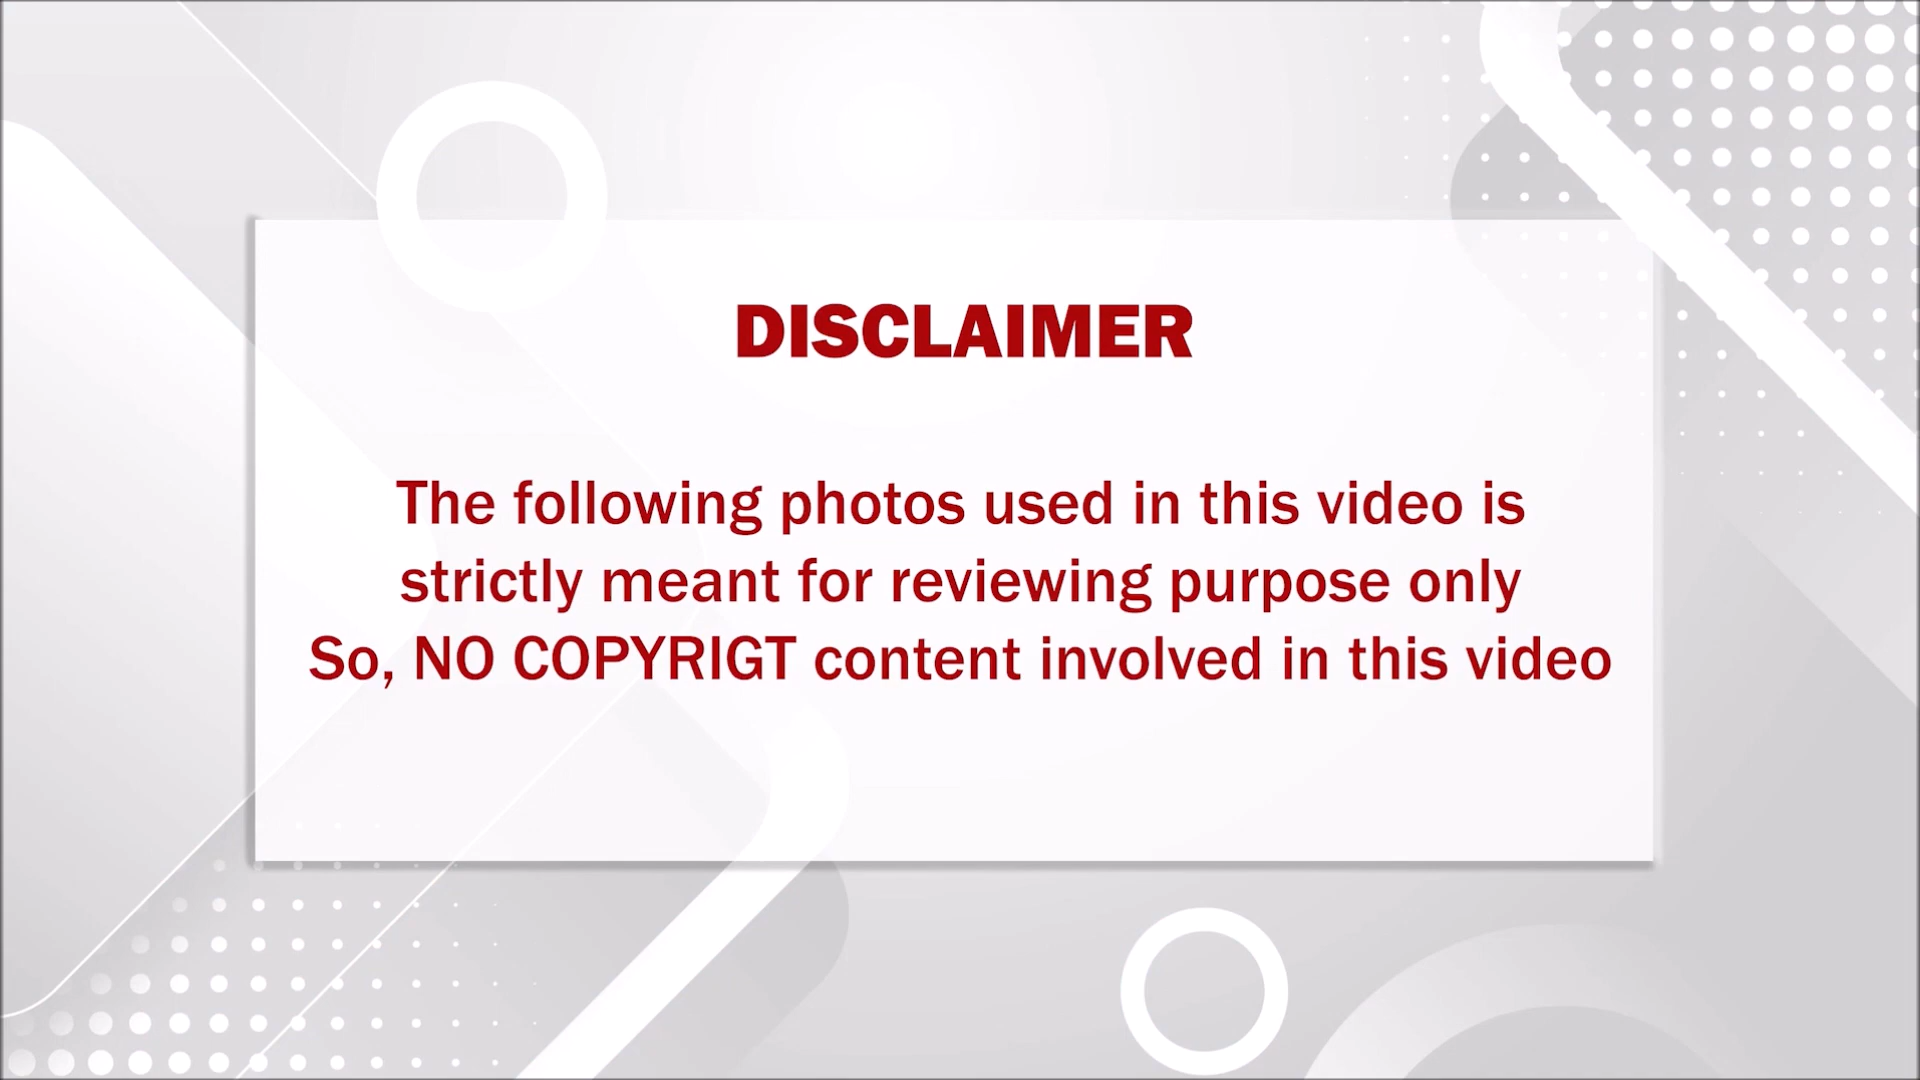 DISCLAIMER
The following photos used in this video is
strictly meant for reviewing purpose only
So, NO COPYRIGT content involved in this video